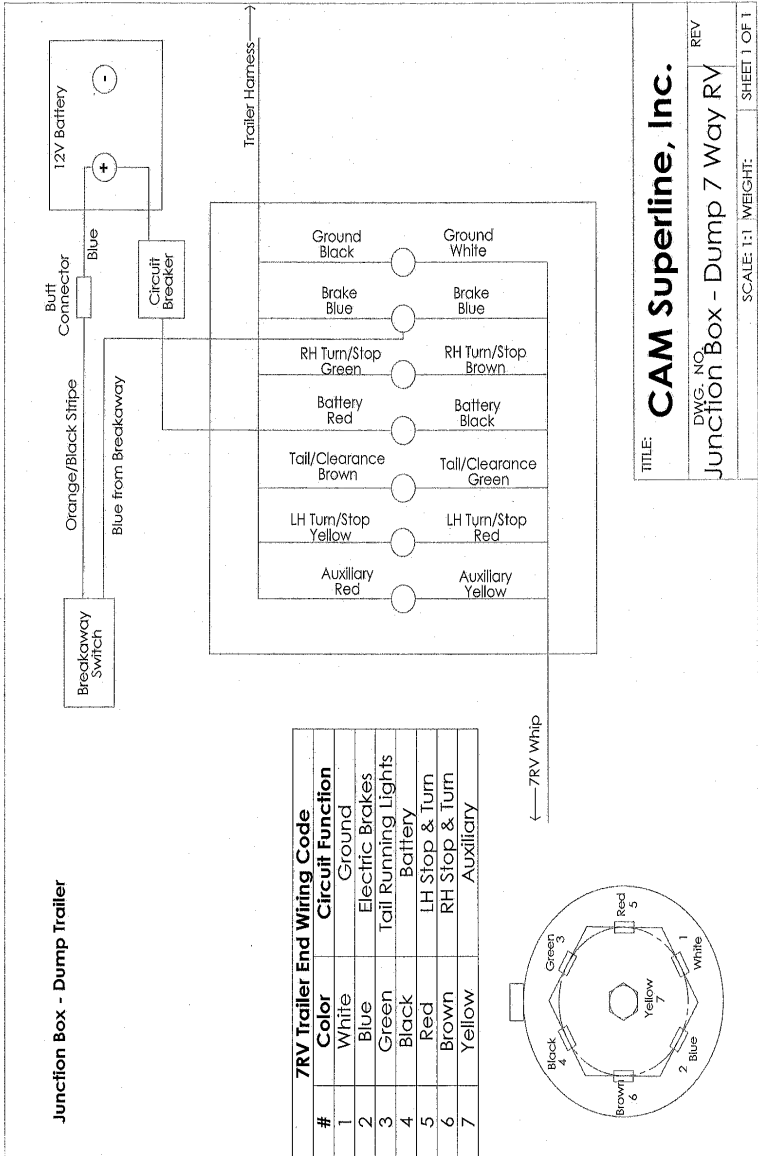 Junction Box - Dump Trailer
Breakaway
Switch
Orange/Black Stripe
Blue from Breakaway
Butt
Connector
Blue
Circuit
Breaker
12V Battery
+
-
Trailer Harness
Ground
Black
Ground
White
Brake
Blue
Brake
Blue
RH Turn/Stop
Green
RH Turn/Stop
Brown
Battery
Red
Battery
Black
Tail/Clearance
Brown
Tail/Clearance
Green
LH Turn/Stop
Yellow
LH Turn/Stop
Red
Auxiliary
Red
Auxiliary
Yellow
7RV Whip
7RV Trailer End Wiring Code
# Color Circuit Function
1 White Ground
2 Blue Electric Brakes
3 Green Tail Running Lights
4 Black Battery
5 Red LH Stop & Turn
6 Brown RH Stop & Turn
7 Yellow Auxiliary
Green
3
Red
5
1
White
Yellow
7
Black
4
Brown
6
2 Blue
TITLE:
CAM Superline, Inc.
DWG. NO.
Junction Box - Dump 7 Way RV
REV
SCALE: 1:1 WEIGHT: SHEET 1 OF 1